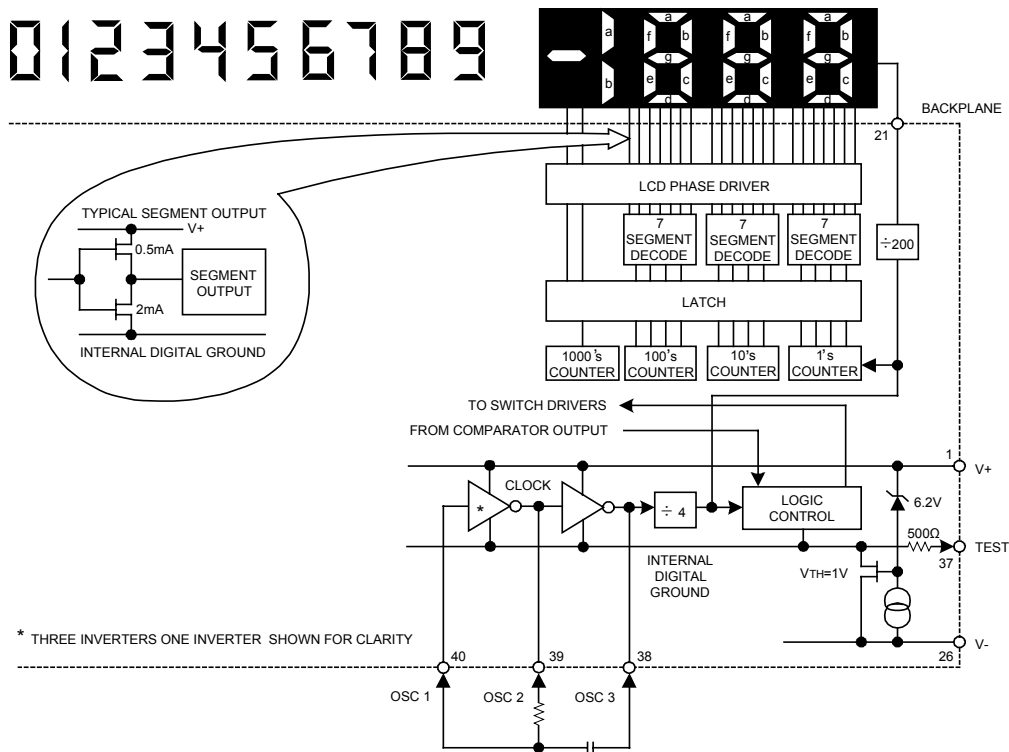 0123456789
a
a a a
f b f b f b
g g g
b
e c e c e c
d d d
BACKPLANE
21
LCD PHASE DRIVER
TYPICAL SEGMENT OUTPUT
V+
0.5mA
SEGMENT
OUTPUT
2mA
INTERNAL DIGITAL GROUND
7
SEGMENT
DECODE
7
SEGMENT
DECODE
7
SEGMENT
DECODE
÷200
LATCH
1000's
COUNTER
100's
COUNTER
10's
COUNTER
1's
COUNTER
TO SWITCH DRIVERS
FROM COMPARATOR OUTPUT
1
V+
CLOCK
*
÷ 4
LOGIC
CONTROL
6.2V
500Ω
TEST
37
INTERNAL
DIGITAL
GROUND
VTH=1V
* THREE INVERTERS ONE INVERTER SHOWN FOR CLARITY
V-
26
40
39
38
OSC 1
OSC 2
OSC 3